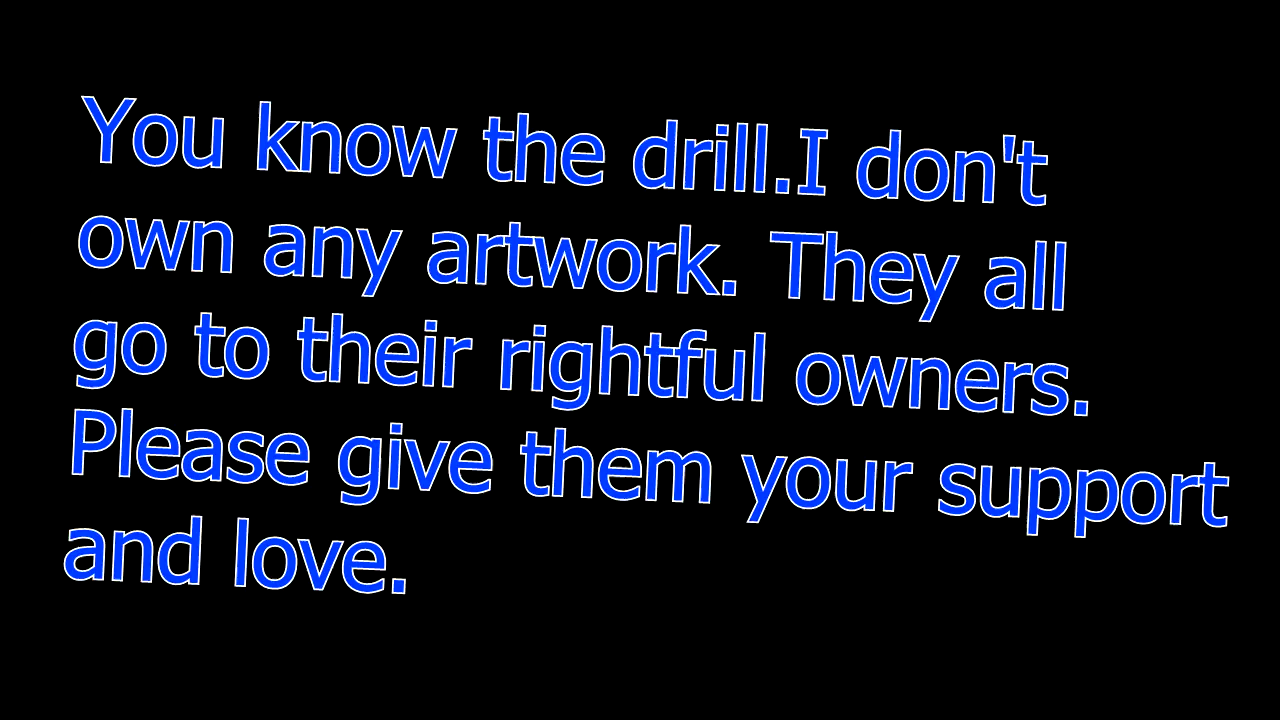 You know the drill.I don't
own any artwork. They all
go to their rightful owners.
Please give them your support
and love.